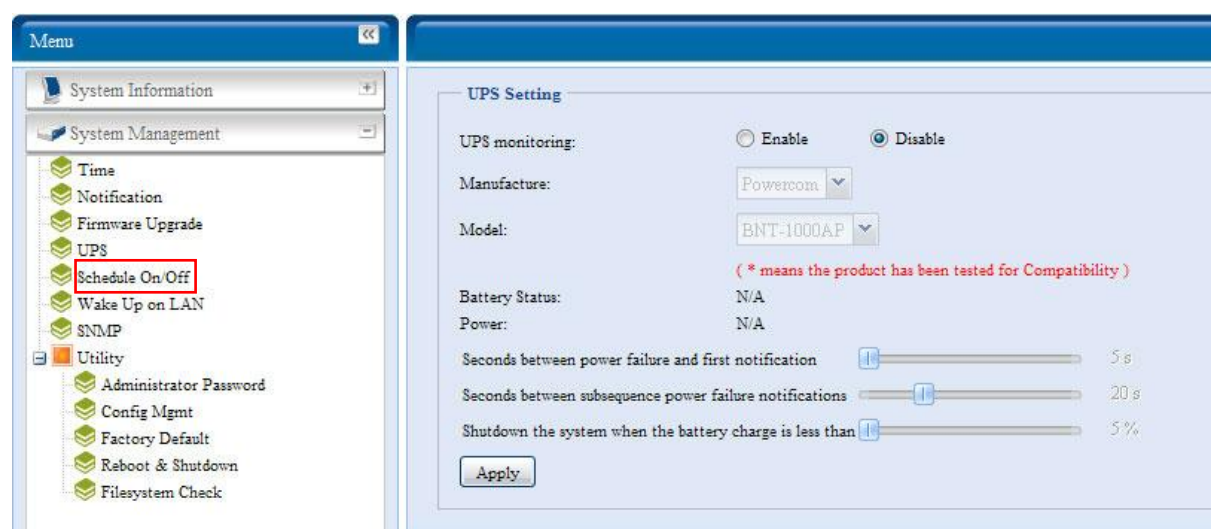 Menu
System Information
System Management
Time
Notification
Firmware Upgrade
UPS
Schedule On/Off
Wake Up on LAN
SNMP
Utility
Administrator Password
Config Mgmt
Factory Default
Reboot & Shutdown
Filesystem Check
UPS Setting
UPS monitoring: Enable Disable
Manufacture: Powercom
Model: BNT-1000AP
( * means the product has been tested for Compatibility )
Battery Status: N/A
Power: N/A
Seconds between power failure and first notification 5 s
Seconds between subsequence power failure notifications 20 s
Shutdown the system when the battery charge is less than 5 %
Apply